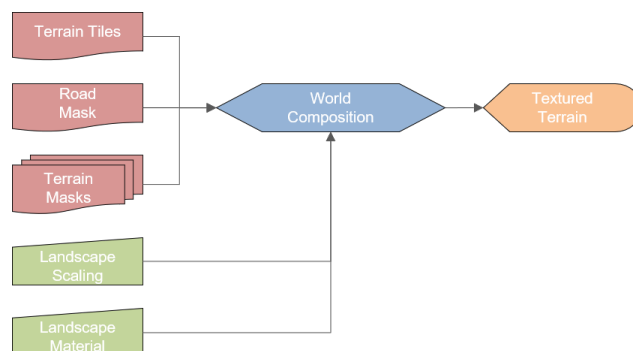 Terrain Tiles
Road
Mask
World
Composition
Textured
Terrain
Terrain
Masks
Landscape
Scaling
Landscape
Material